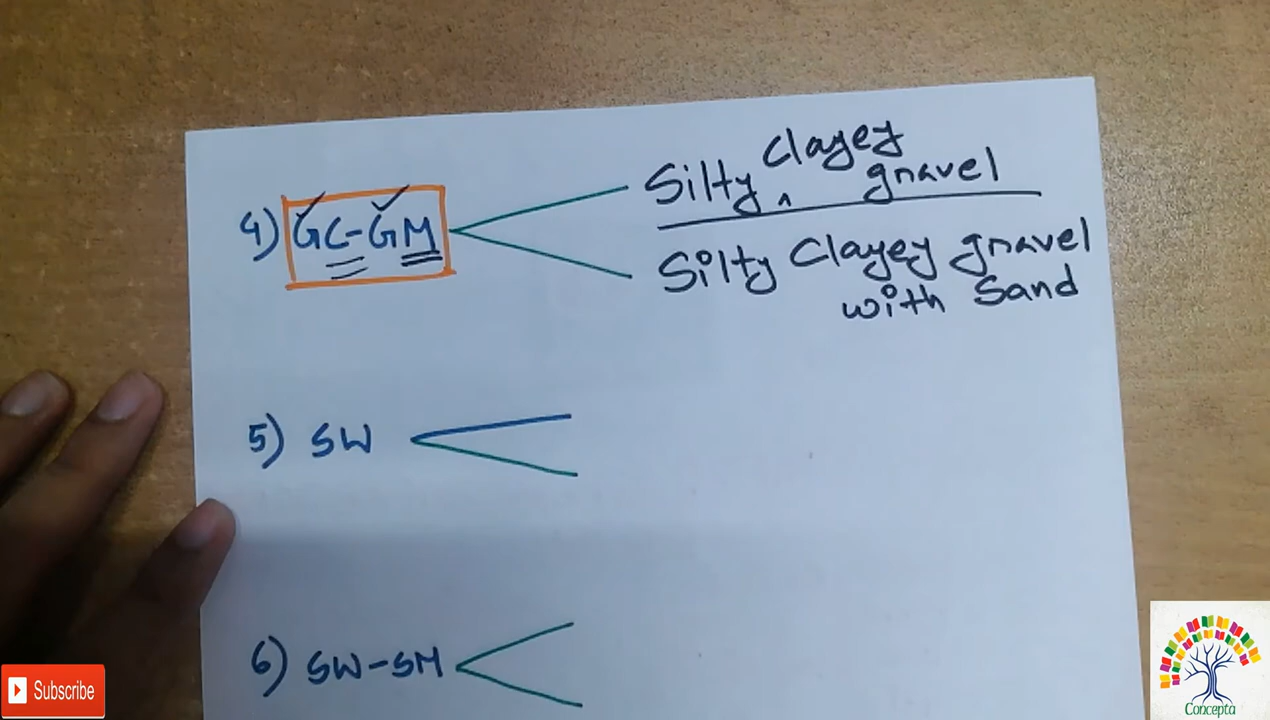 4) GC-GM
Silty ^ Clayey gravel
Silty Clayey gravel
with Sand
5) SW
6) SW-SM
Subscribe
Concepta